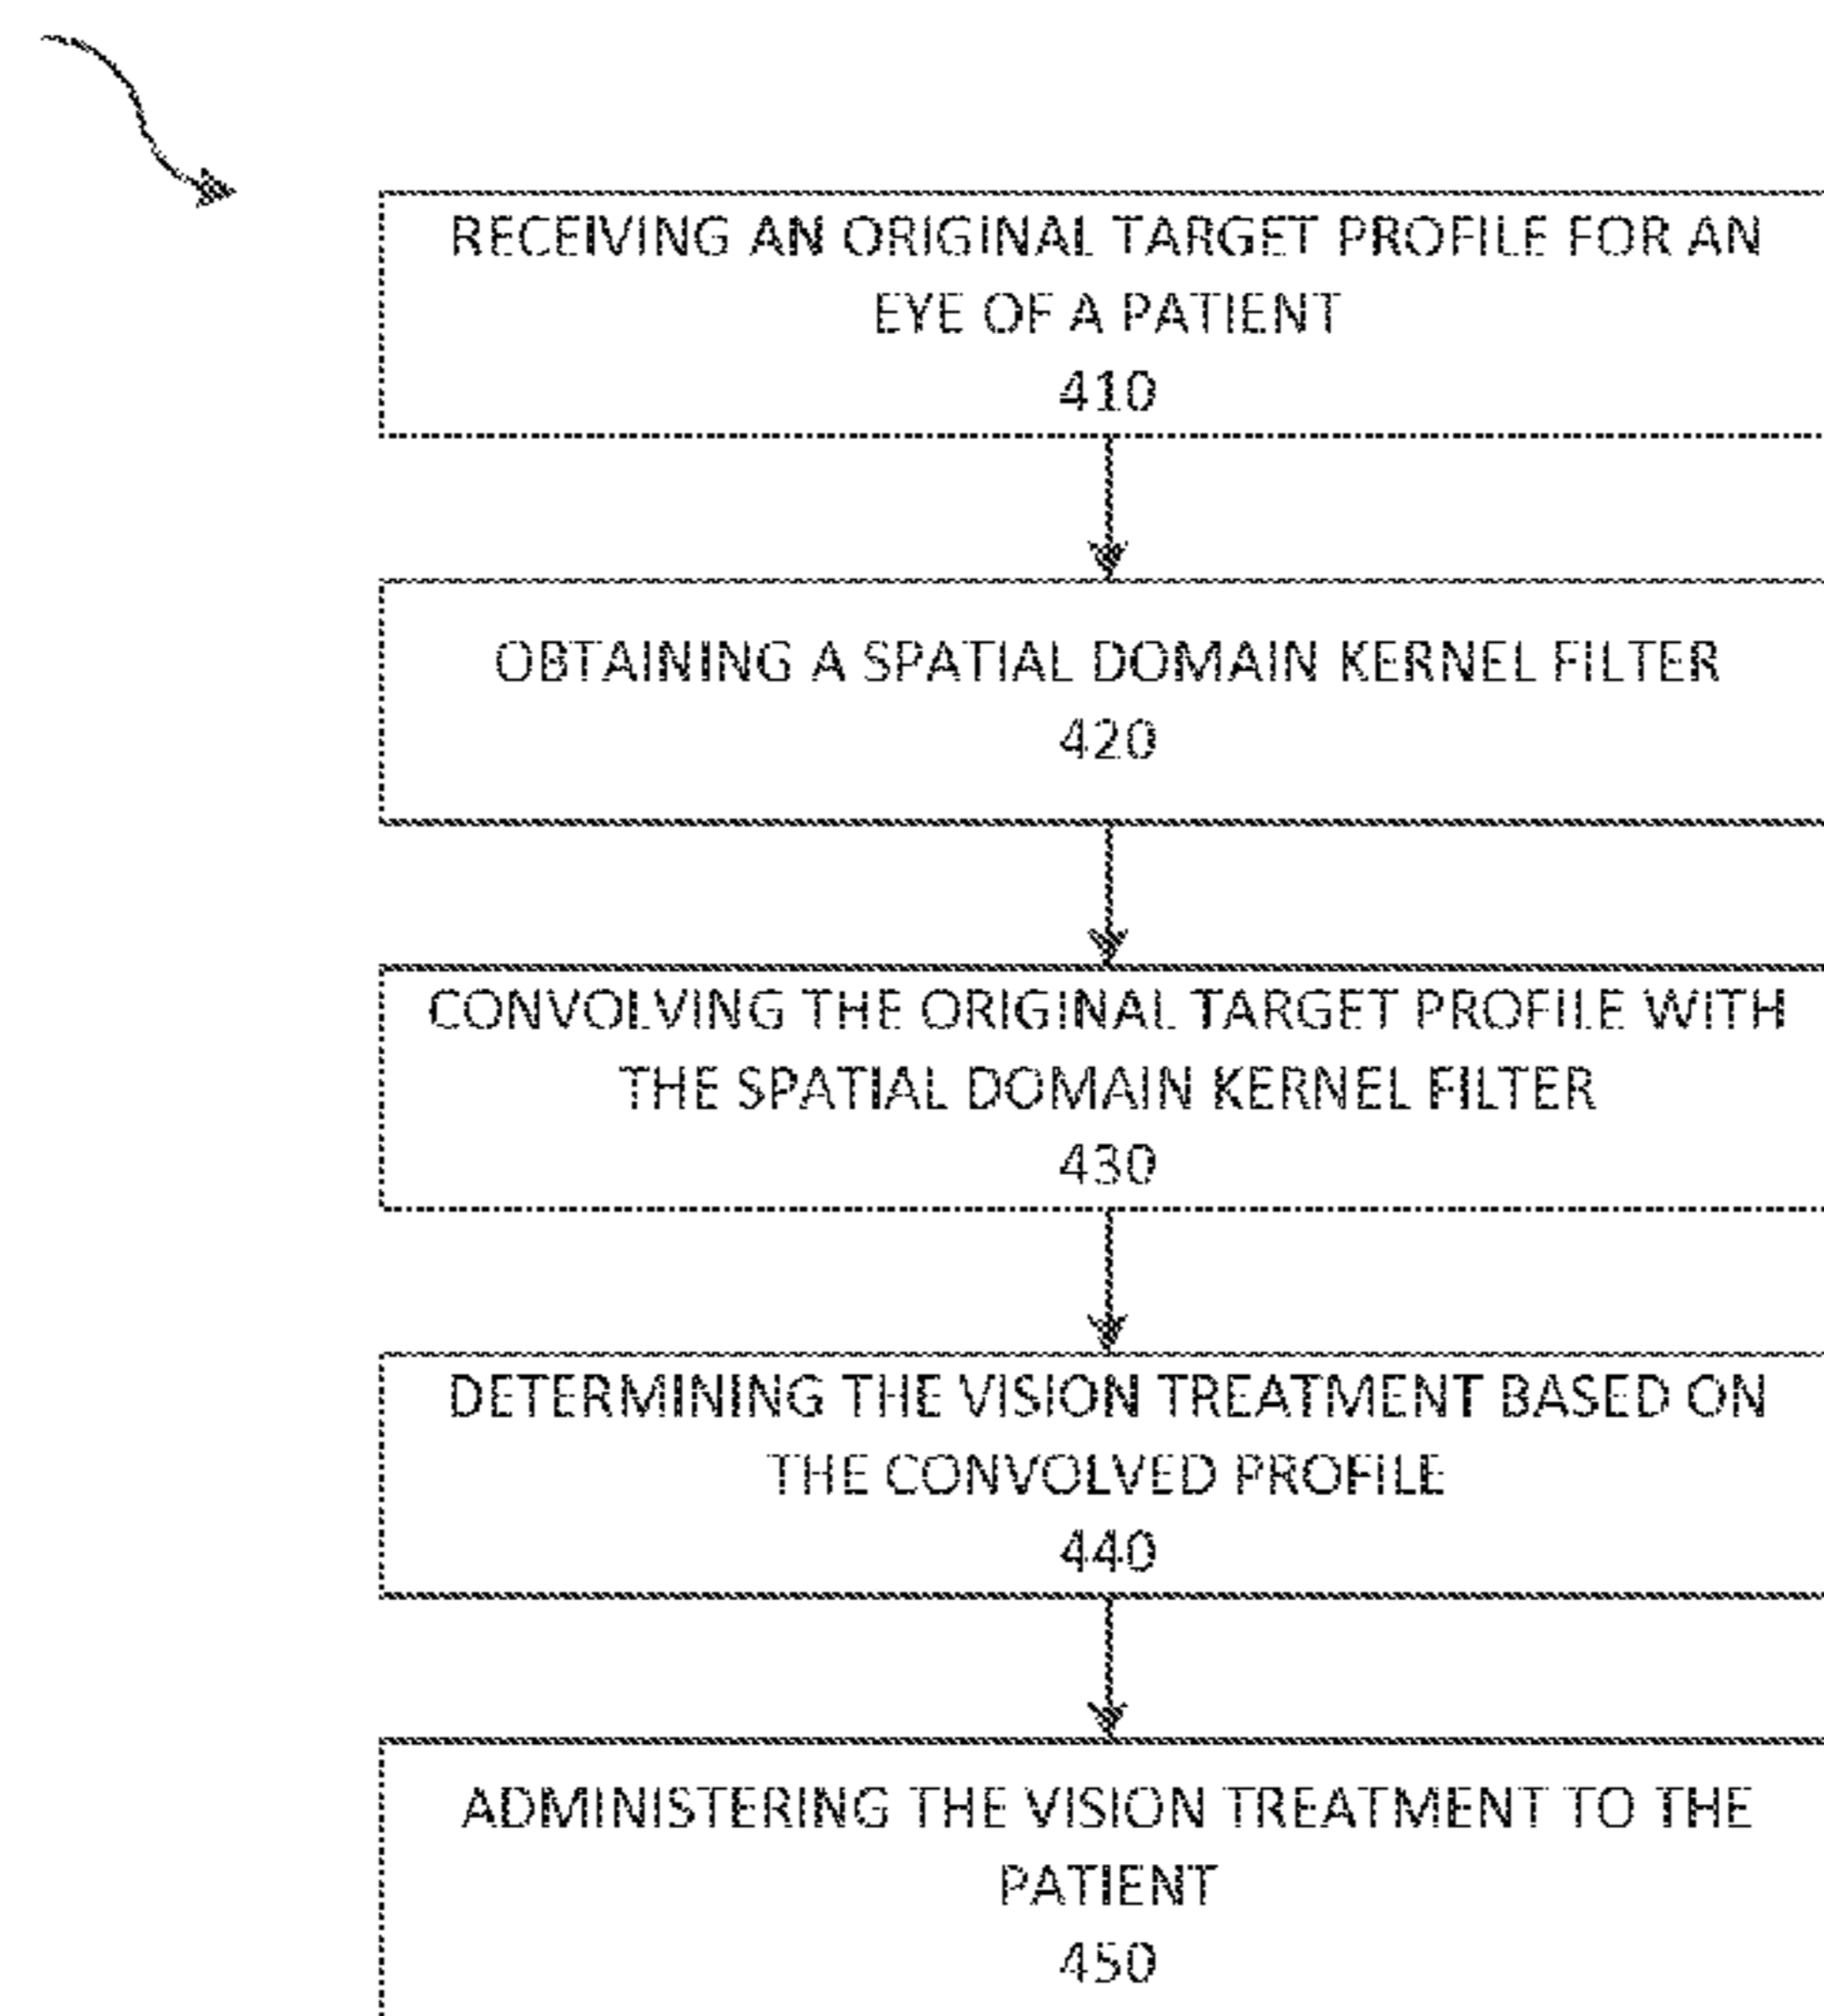 RECEIVING AN ORIGINAL TARGET PROFILE FOR AN
EYE OF A PATIENT
410
OBTAINING A SPATIAL DOMAIN KERNEL FILTER
420
CONVOLVING THE ORIGINAL TARGET PROFILE WITH
THE SPATIAL DOMAIN KERNEL FILTER
430
DETERMINING THE VISION TREATMENT BASED ON
THE CONVOLVED PROFILE
440
ADMINISTERING THE VISION TREATMENT TO THE
PATIENT
450